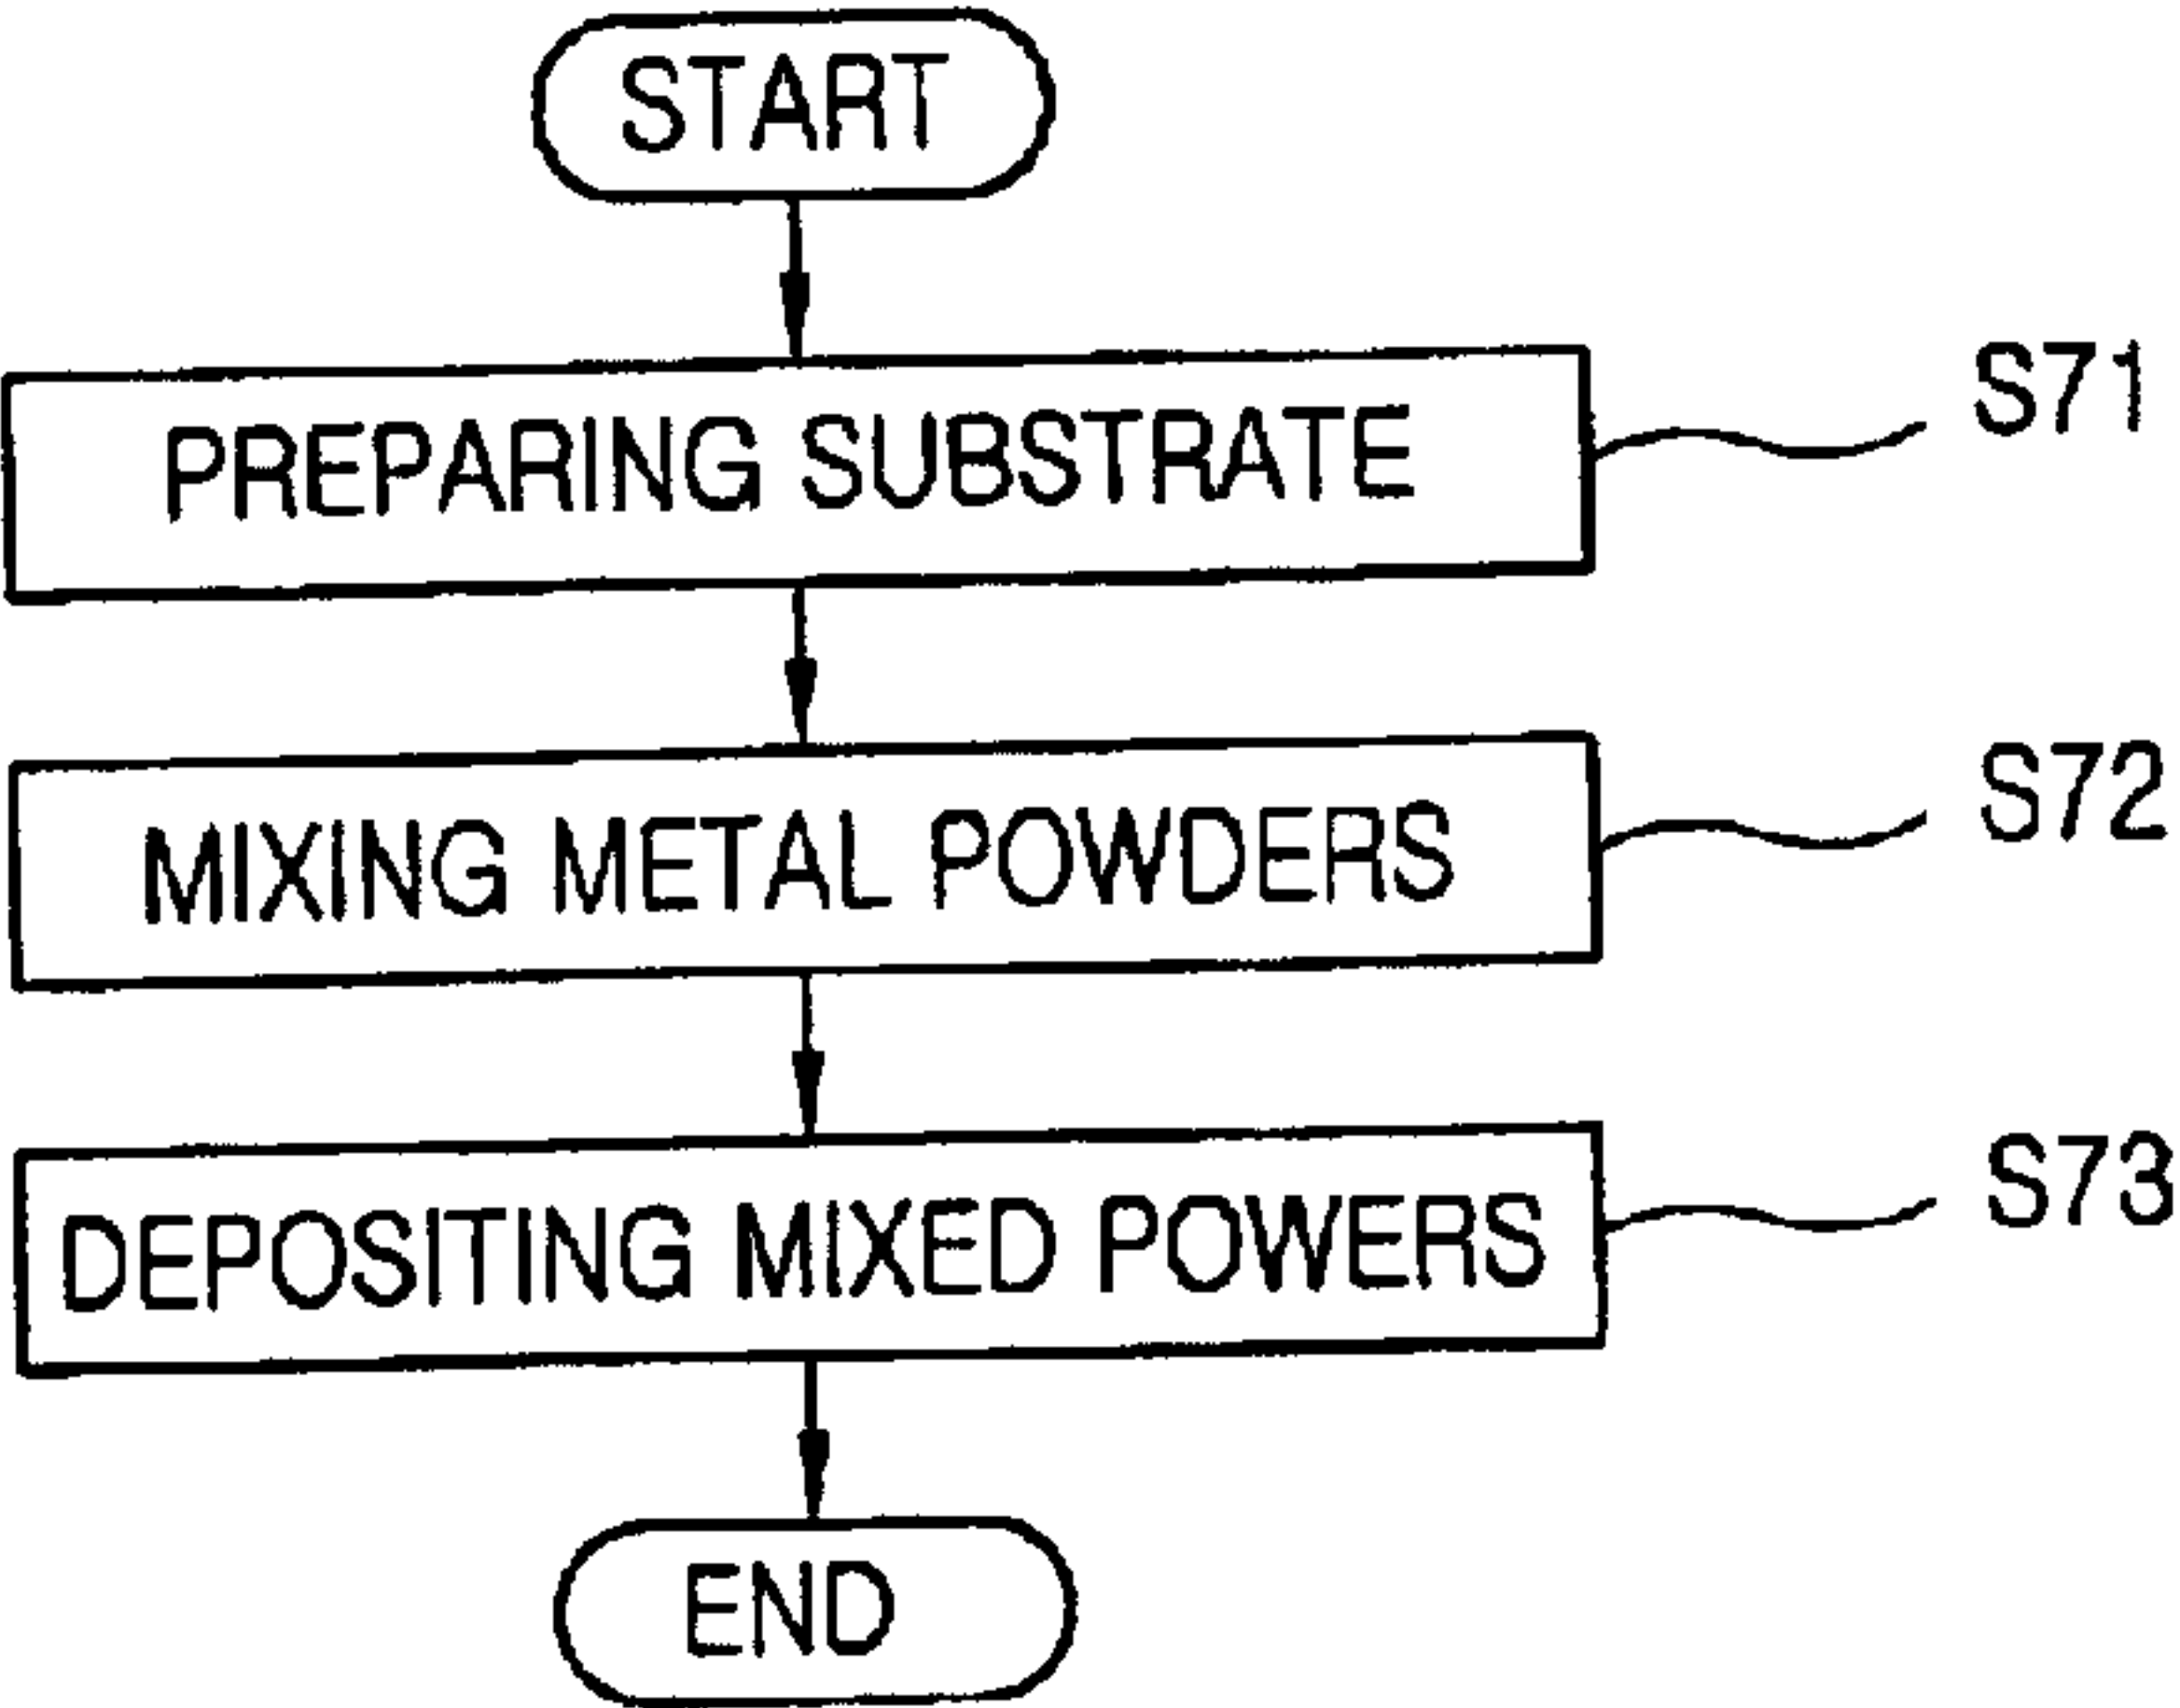 START
PREPARING SUBSTRATE
S71
MIXING METAL POWDERS
S72
DEPOSITING MIXED POWERS
S73
END